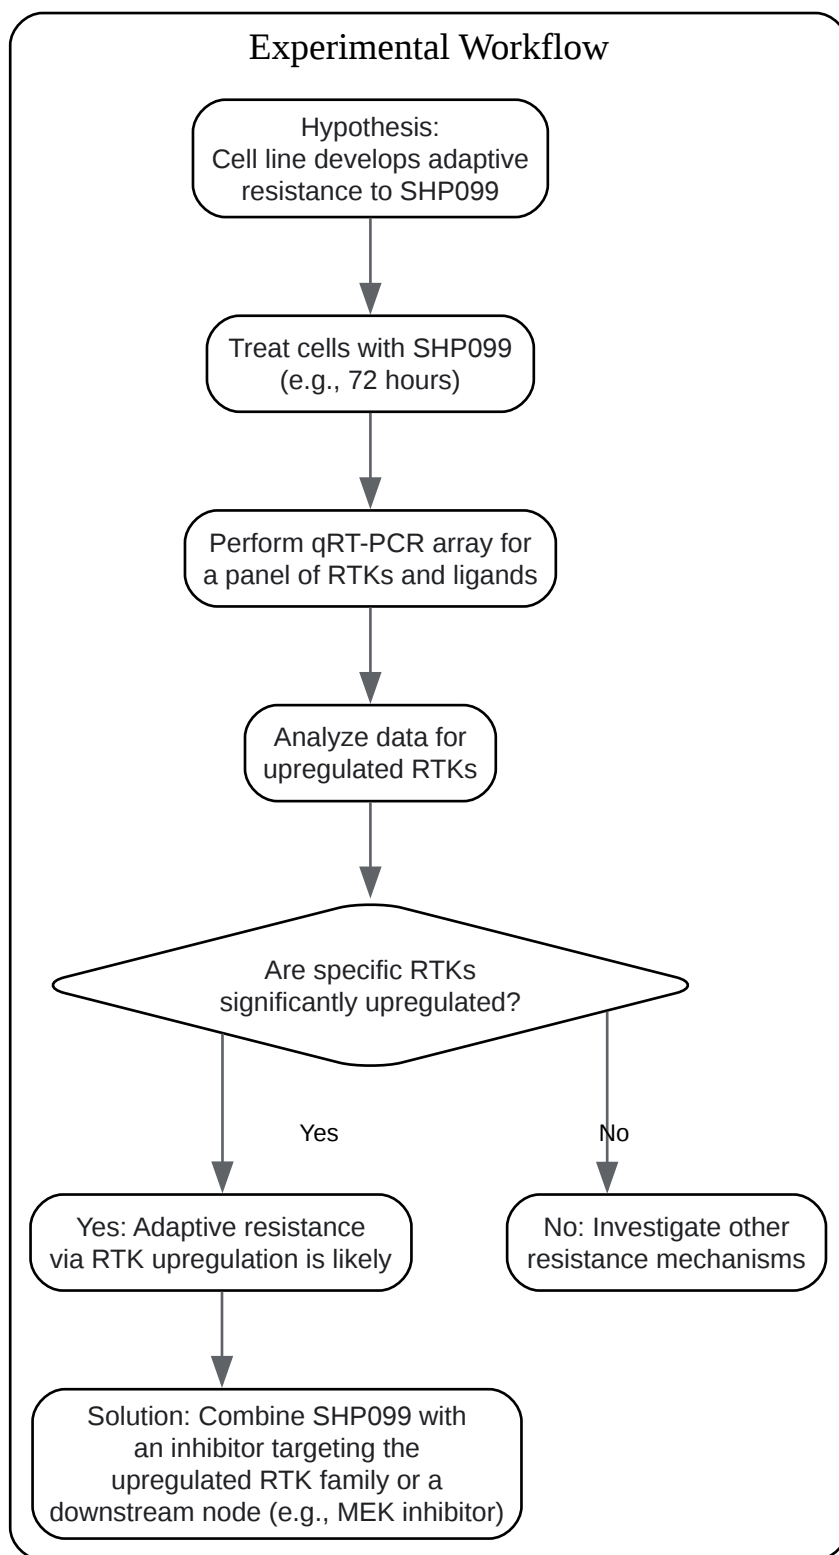 Experimental Workflow
Hypothesis:
Cell line develops adaptive
resistance to SHP099
Treat cells with SHP099
(e.g., 72 hours)
Perform qRT-PCR array for
a panel of RTKs and ligands
Analyze data for
upregulated RTKs
Are specific RTKs
significantly upregulated?
Yes
No
Yes: Adaptive resistance
via RTK upregulation is likely
No: Investigate other
resistance mechanisms
Solution: Combine SHP099 with
an inhibitor targeting the
upregulated RTK family or a
downstream node (e.g., MEK inhibitor)